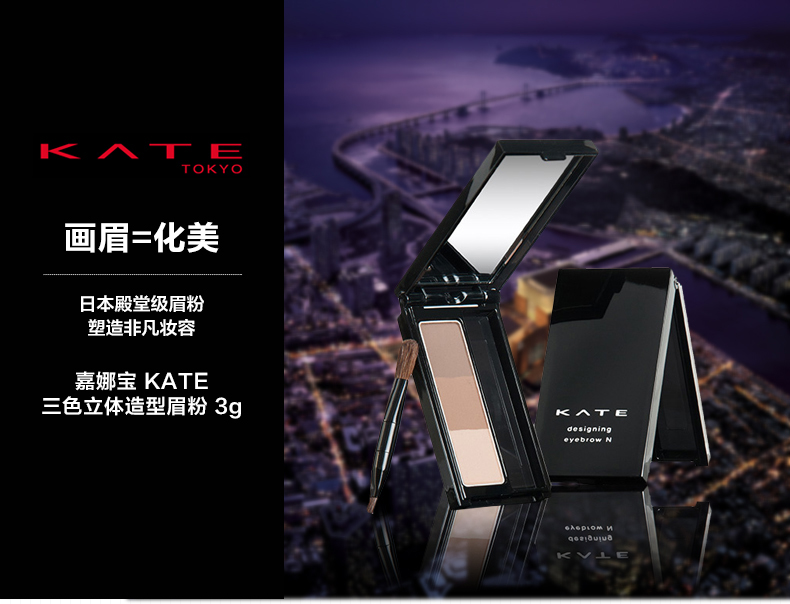 KATE
TOKYO
画眉=化美
日本殿堂级眉粉
塑造非凡妆容
嘉娜宝 KATE
三色立体造型眉粉 3g
KATE
designing
eyebrow N